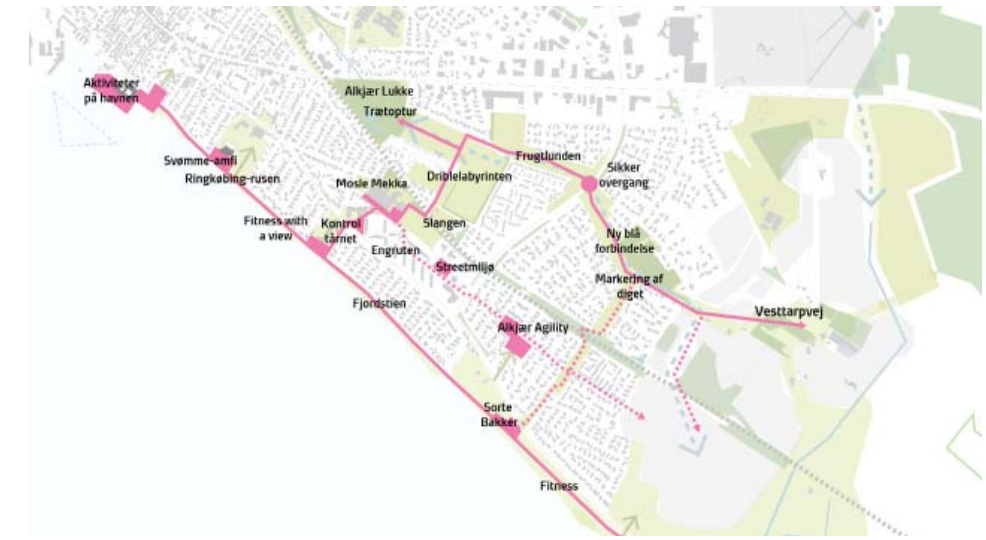 Aktiviteter
på havnen
Alkjær Lukke
Trætoptur
Svømme-amfi
Ringkøbing-rusen
Mosle Mekka
Driblelabyrinten
Frugtlunden
Sikker
overgang
Fitness with
a view
Kontrol
tårnet
Slangen
Engruten
Streetmiljø
Ny blå
forbindelse
Markering af
diget
Fjordstien
Alkjær Agility
Vesttarpvej
Sorte
Bakker
Fitness